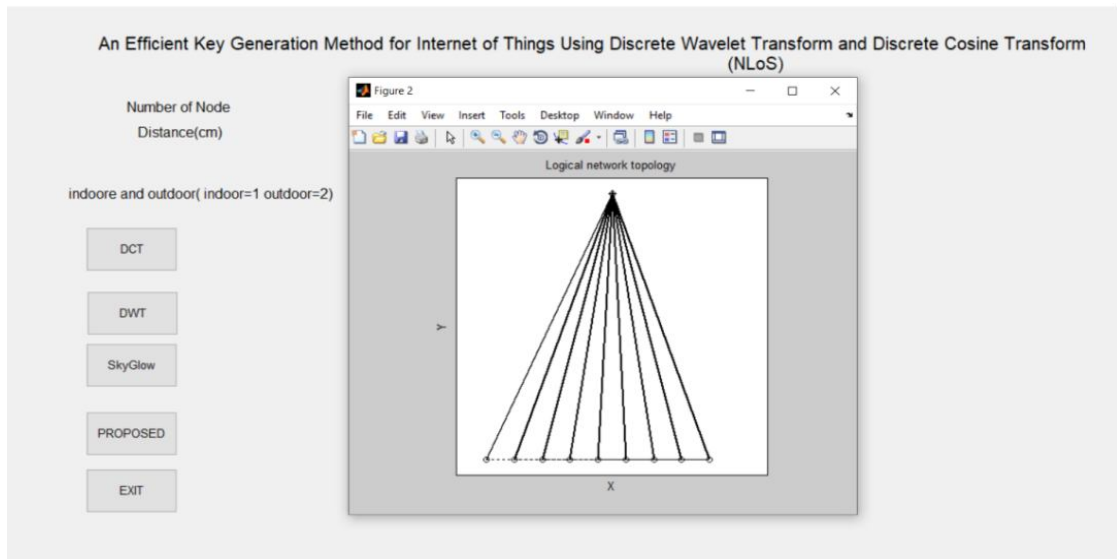 An Efficient Key Generation Method for Internet of Things Using Discrete Wavelet Transform and Discrete Cosine Transform
(NLoS)
Number of Node
Distance(cm)
indoore and outdoor( indoor=1 outdoor=2)
DCT
DWT
SkyGlow
PROPOSED
EXIT
Figure 2
File Edit View Insert Tools Desktop Window Help
Logical network topology
Y
X